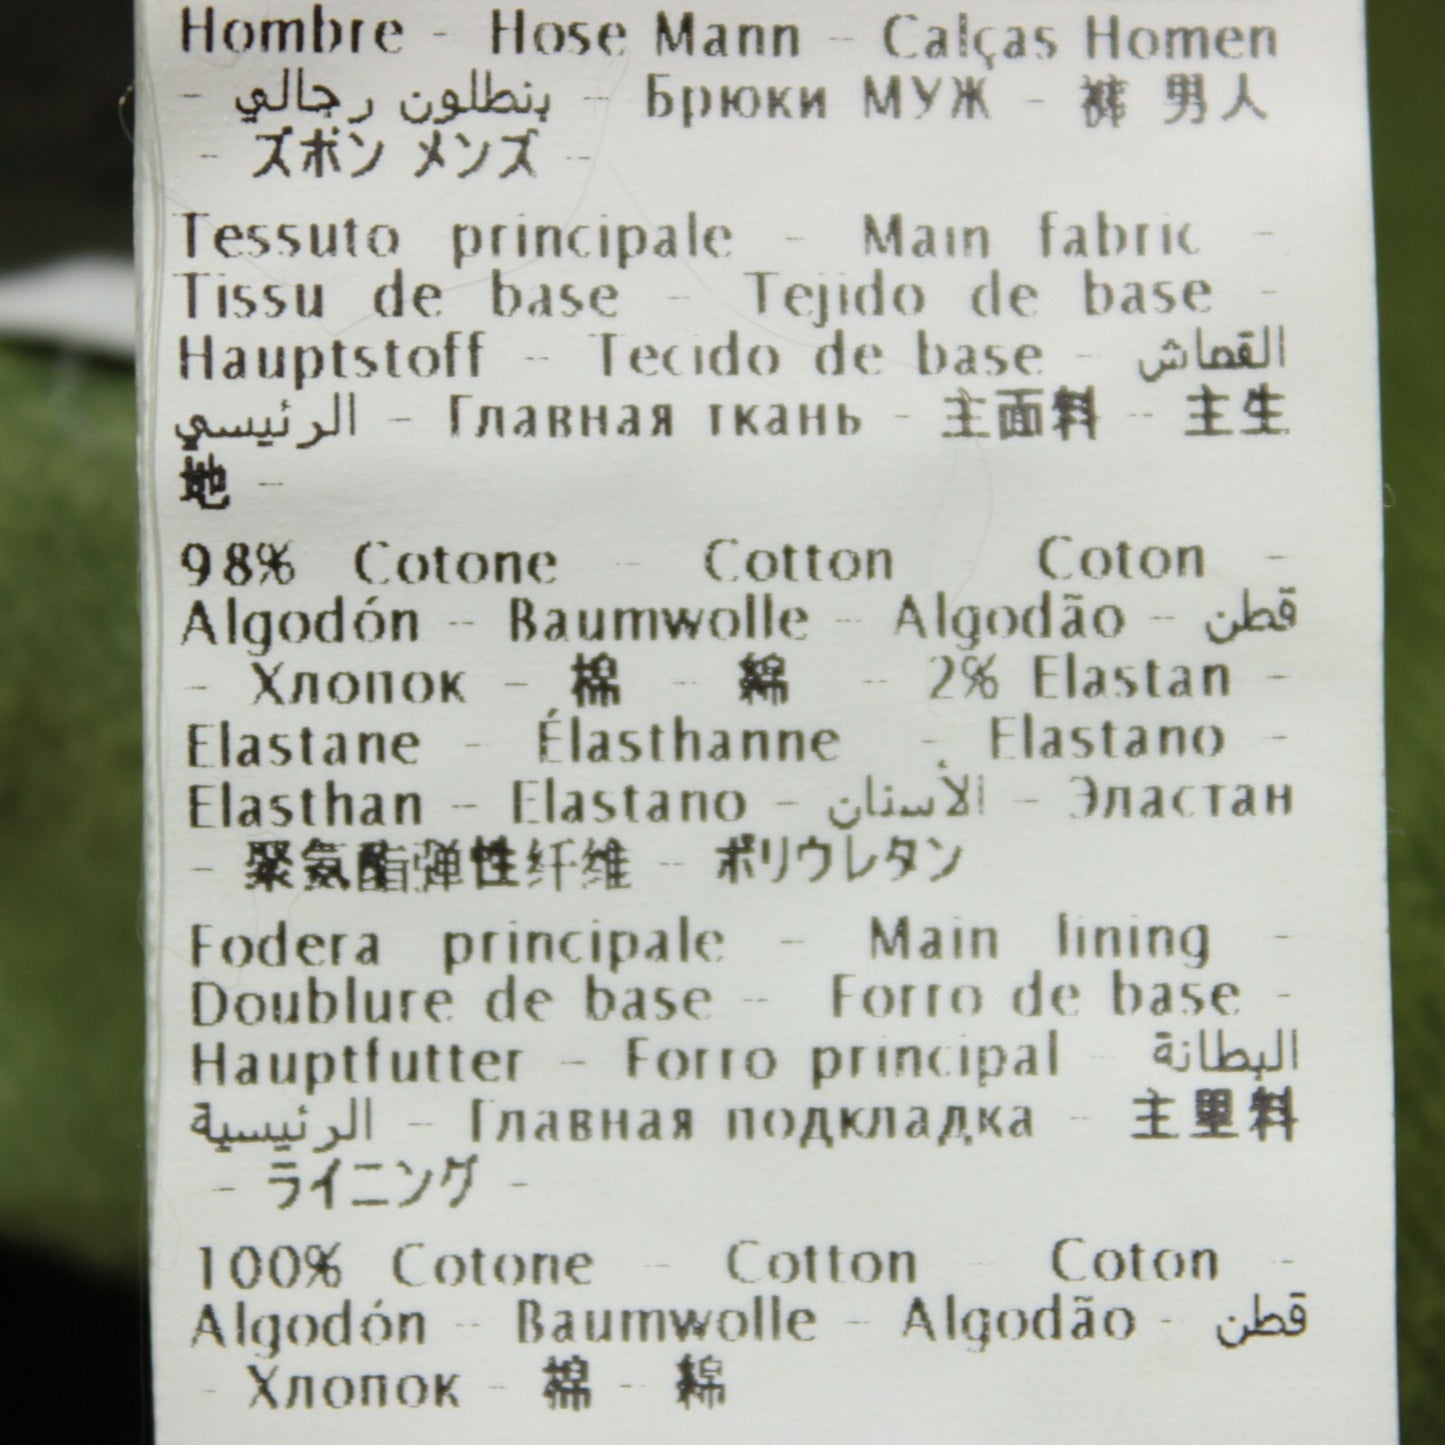 Hombre - Hose Mann - Calças Homen
- بنطلون رجالي - Брюки МУЖ - 裤 男人
- ズボン メンズ -
Tessuto principale - Main fabric -
Tissu de base - Tejido de base -
Hauptstoff - Tecido de base - القماش
الرئيسي - Главная ткань - 主面料 - 主生
地 -
98% Cotone - Cotton - Coton -
Algodón - Baumwolle - Algodão - قطن
- Хлопок - 棉 - 綿 - 2% Elastan -
Elastane - Élasthanne - Elastano -
Elasthan - Elastano - الأستان - Эластан
- 聚氨酯弹性纤维 - ポリウレタン
Fodera principale - Main lining -
Doublure de base - Forro de base -
Hauptfutter - Forro principal - البطانة
الرئيسية - Главная подкладка - 主里料
- ライニング -
100% Cotone - Cotton - Coton -
Algodón - Baumwolle - Algodão - قطن
- Хлопок - 棉 - 綿